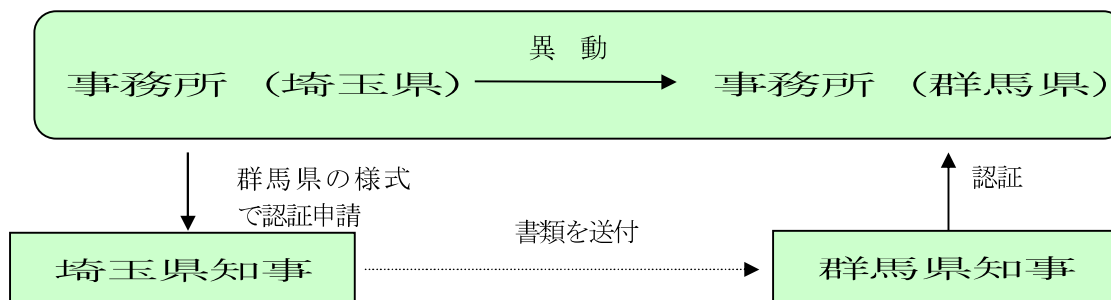 異　動
事務所（埼玉県）
事務所（群馬県）
群馬県の様式
で認証申請
認証
書類を送付
埼玉県知事
群馬県知事